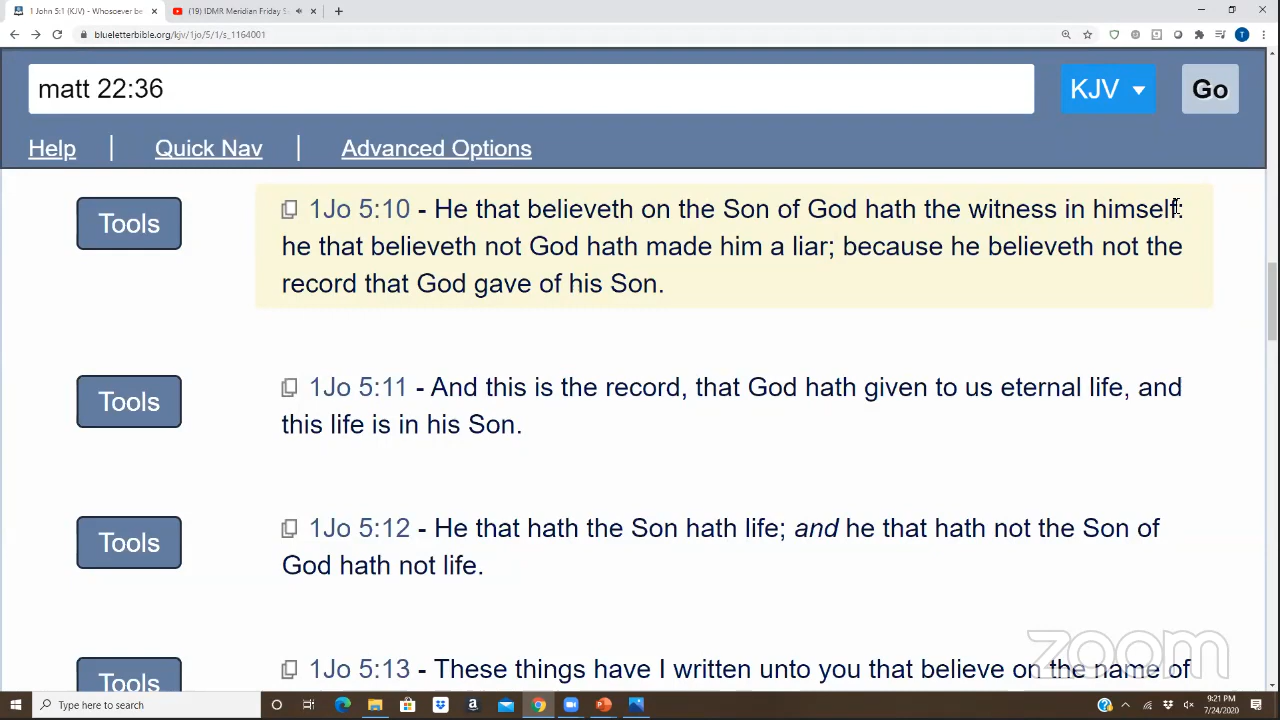 1 John 5:1 (KJV) - Whosoever be
(19) IDMR Meridian Friday S
blueletterbible.org/kjv/1jo/5/1/s_1164001
T
matt 22:36
KJV
Go
Help | Quick Nav | Advanced Options
Tools
1Jo 5:10 - He that believeth on the Son of God hath the witness in himself:
he that believeth not God hath made him a liar; because he believeth not the
record that God gave of his Son.
Tools
1Jo 5:11 - And this is the record, that God hath given to us eternal life, and
this life is in his Son.
Tools
1Jo 5:12 - He that hath the Son hath life; and he that hath not the Son of
God hath not life.
Tools
1Jo 5:13 - These things have I written unto you that believe on the name of
zoom
Type here to search
9:21 PM
7/24/2020